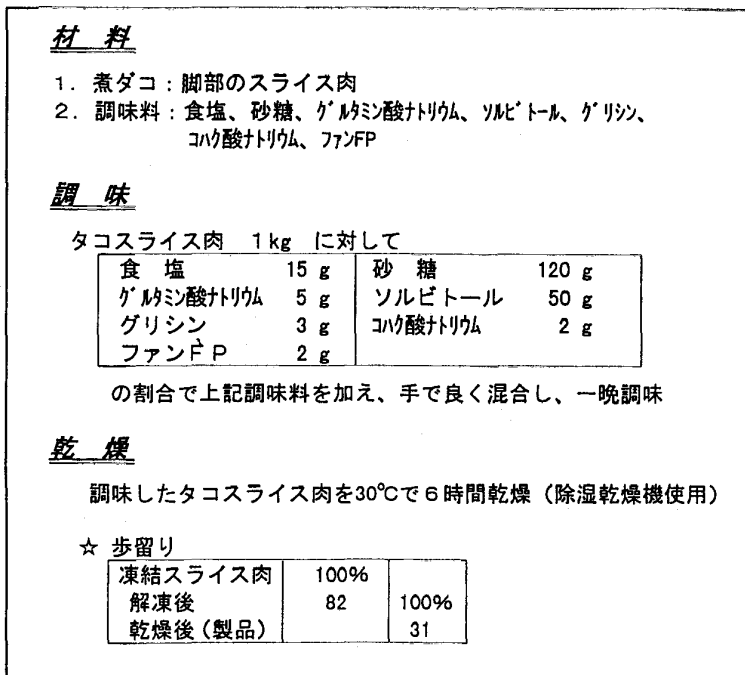 材 料
1. 煮ダコ：脚部のスライス肉
2. 調味料：食塩、砂糖、グルタミン酸ナトリウム、ソルビトール、グリシン、
コハク酸ナトリウム、ファンFP
調 味
タコスライス肉 1kg に対して
食 塩 15 g 砂 糖 120 g
グルタミン酸ナトリウム 5 g ソルビトール 50 g
グリシン 3 g コハク酸ナトリウム 2 g
ファンFP 2 g
の割合で上記調味料を加え、手で良く混合し、一晩調味
乾 燥
調味したタコスライス肉を30℃で6時間乾燥（除湿乾燥機使用）
☆ 歩留り
凍結スライス肉 100%
解凍後 82 100%
乾燥後（製品） 31